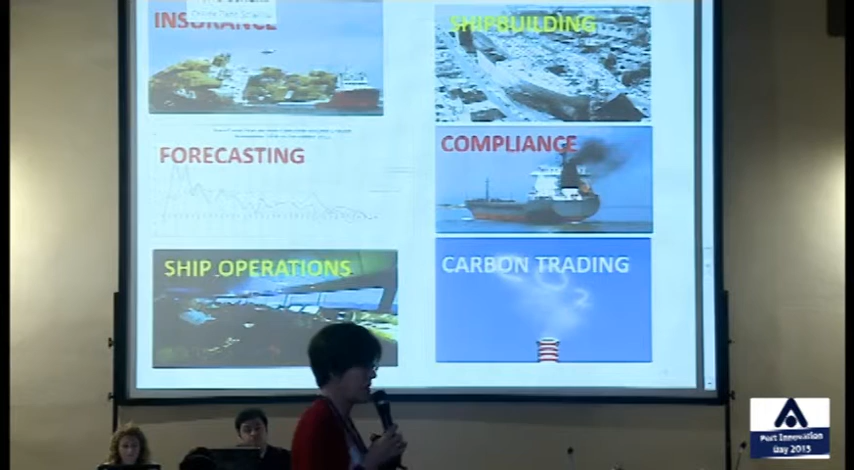 INSURANCE
SHIPBUILDING
FORECASTING
COMPLIANCE
SHIP OPERATIONS
CARBON TRADING
Port Innovation
Day 2015